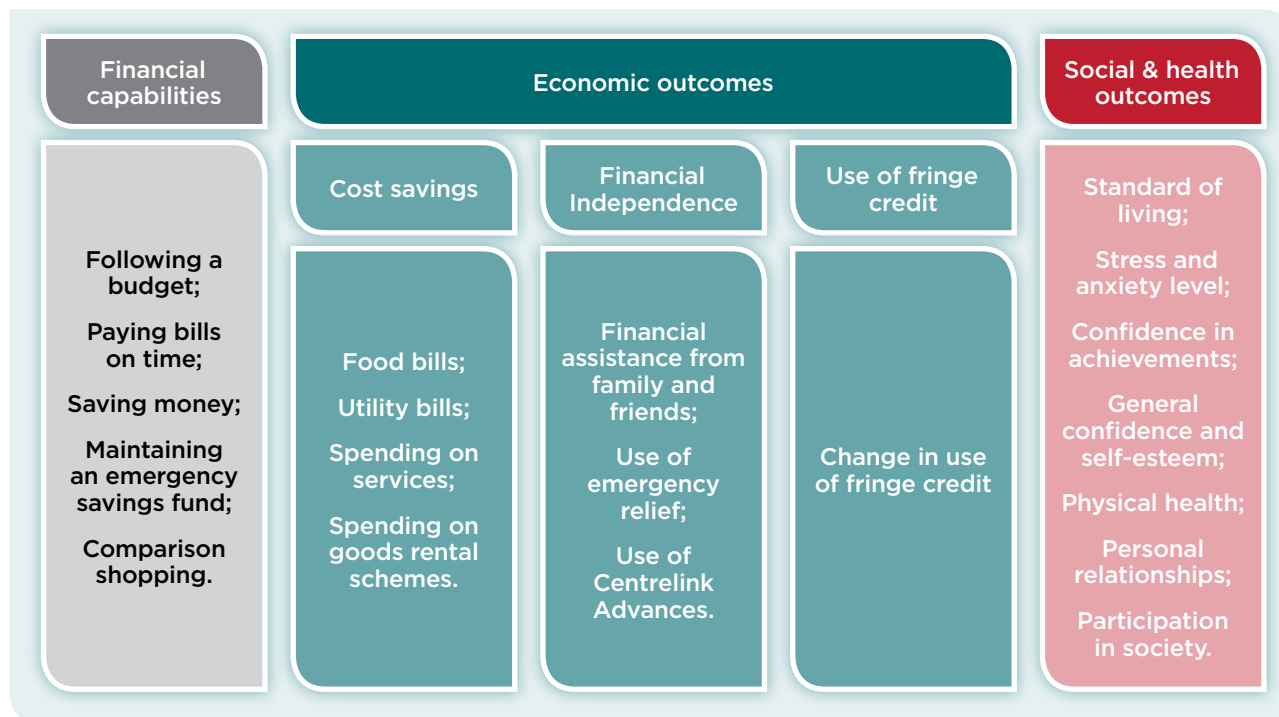 Financial
capabilities
Economic outcomes
Social & health
outcomes
Following a
budget;
Paying bills
on time;
Saving money;
Maintaining
an emergency
savings fund;
Comparison
shopping.
Cost savings
Food bills;
Utility bills;
Spending on
services;
Spending on
goods rental
schemes.
Financial
Independence
Financial
assistance from
family and
friends;
Use of
emergency
relief;
Use of
Centrelink
Advances.
Use of fringe
credit
Change in use
of fringe credit
Standard of
living;
Stress and
anxiety level;
Confidence in
achievements;
General
confidence and
self-esteem;
Physical health;
Personal
relationships;
Participation
in society.